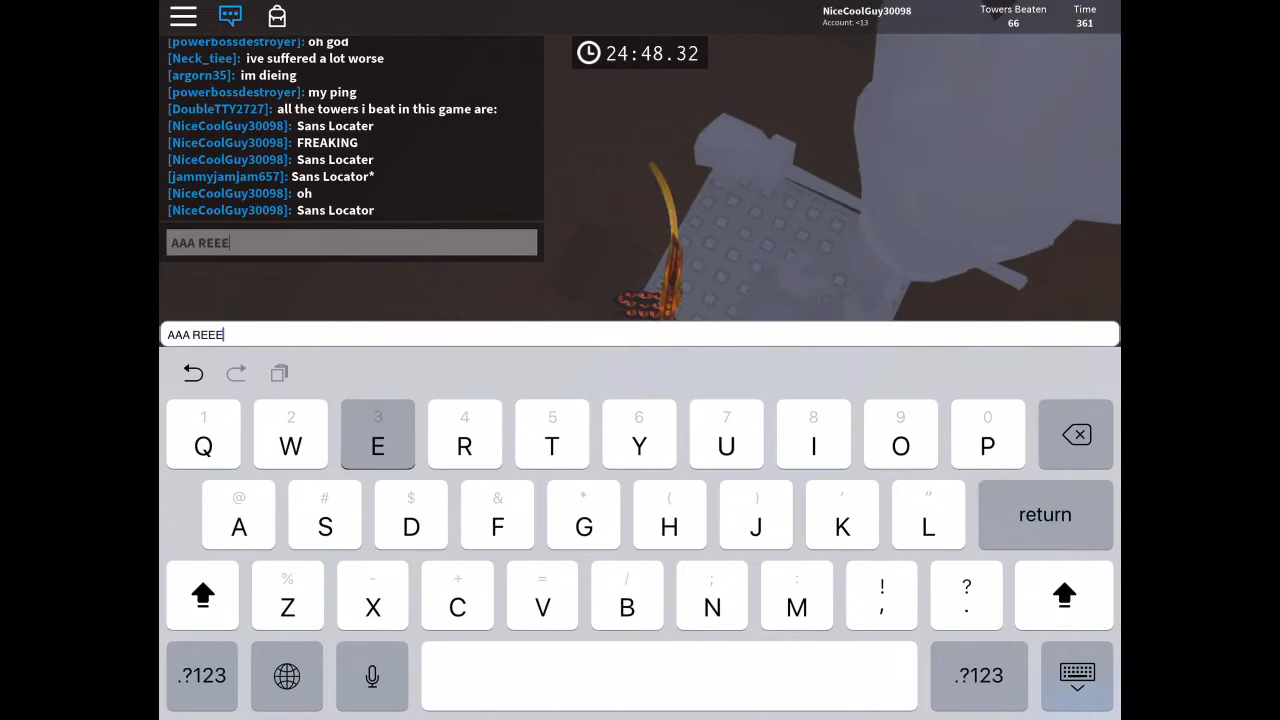 NiceCoolGuy30098
Account: <13
Towers Beaten
66
Time
361
24:48.32
[powerbossdestroyer]: oh god
[Neck_tiee]: ive suffered a lot worse
[argorn35]: im dieing
[powerbossdestroyer]: my ping
[DoubleTTY2727]: all the towers i beat in this game are:
[NiceCoolGuy30098]: Sans Locater
[NiceCoolGuy30098]: FREAKING
[NiceCoolGuy30098]: Sans Locater
[jammyjamjam657]: Sans Locator*
[NiceCoolGuy30098]: oh
[NiceCoolGuy30098]: Sans Locator
AAA REEE
AAA REEE
1 2 3 4 5 6 7 8 9 0
Q W E R T Y U I O P
@ # $ & * ( ) ' "
A S D F G H J K L return
% - + = / ; : ! ?
Z X C V B N M , .
.?123 .?123